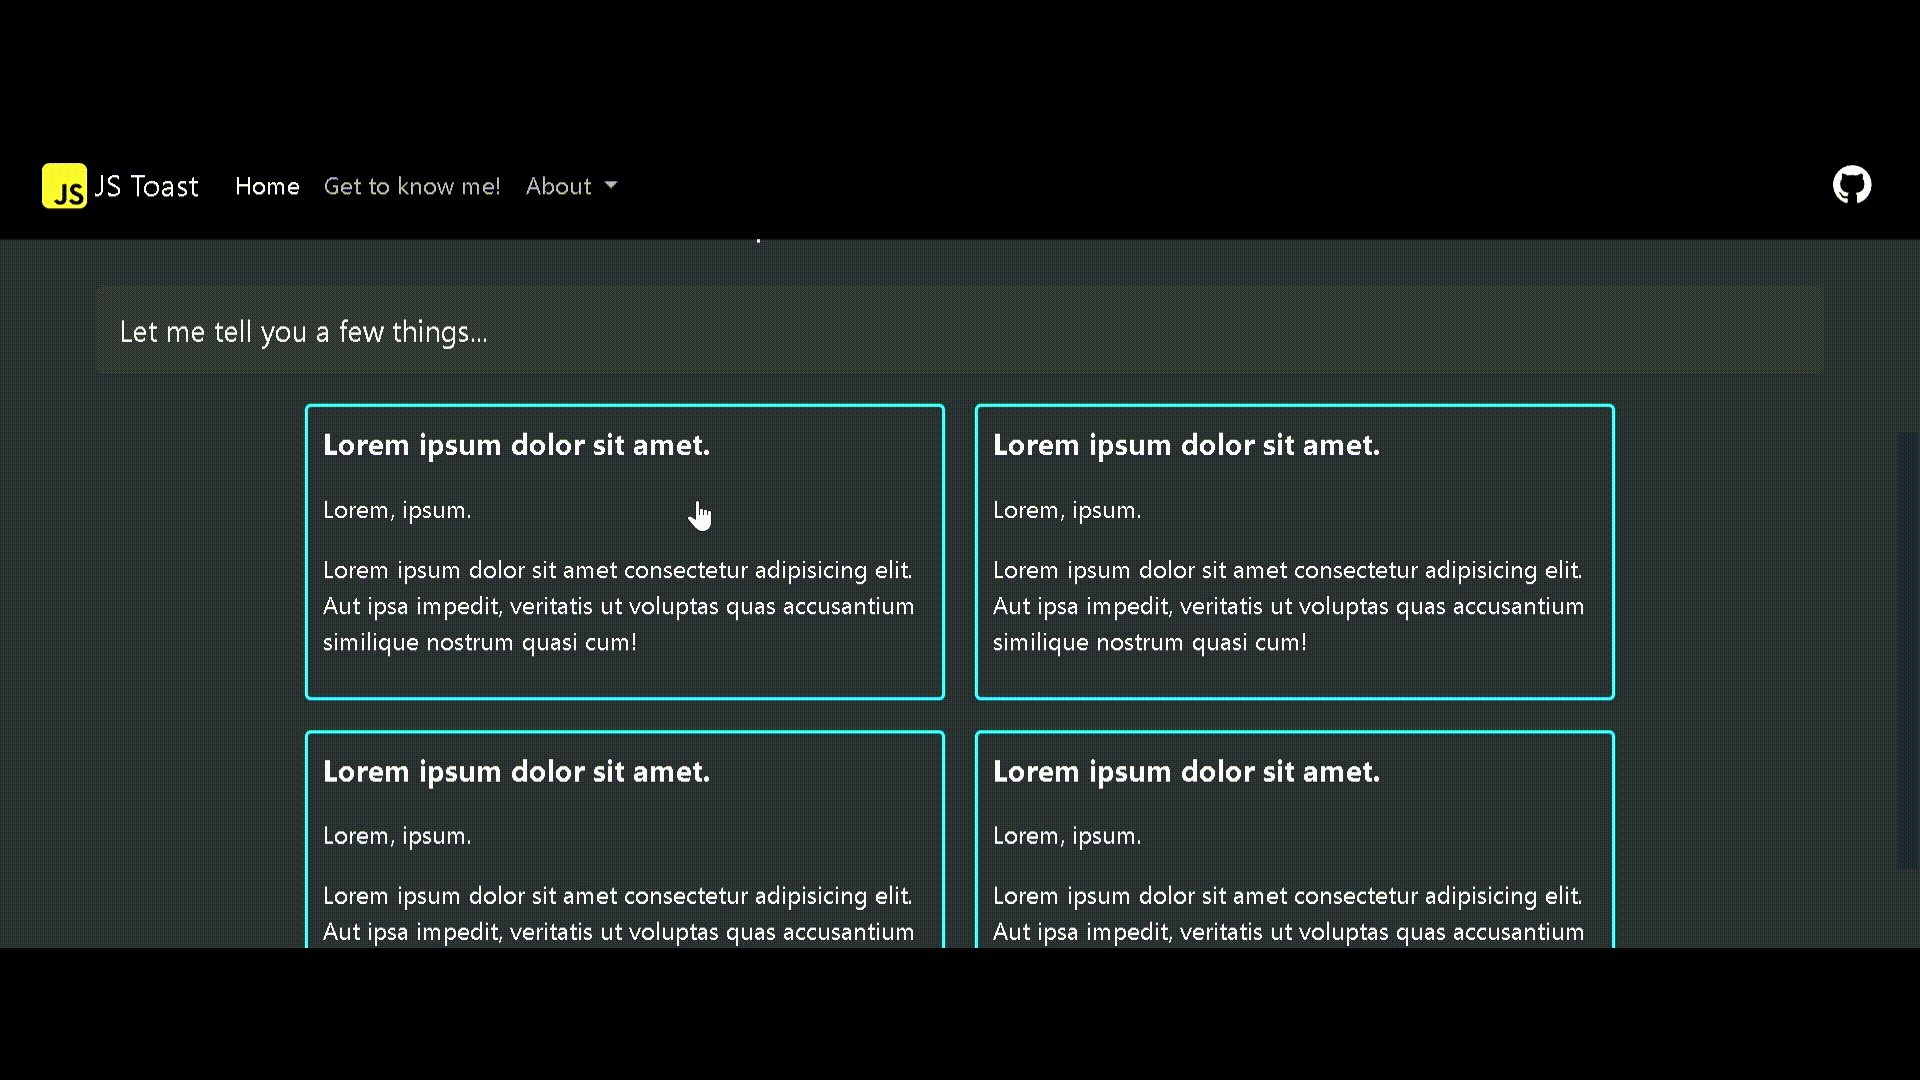 JS JS Toast Home Get to know me! About
Let me tell you a few things...
Lorem ipsum dolor sit amet.
Lorem, ipsum.
Lorem ipsum dolor sit amet consectetur adipisicing elit.
Aut ipsa impedit, veritatis ut voluptas quas accusantium
similique nostrum quasi cum!
Lorem ipsum dolor sit amet.
Lorem, ipsum.
Lorem ipsum dolor sit amet consectetur adipisicing elit.
Aut ipsa impedit, veritatis ut voluptas quas accusantium
similique nostrum quasi cum!
Lorem ipsum dolor sit amet.
Lorem, ipsum.
Lorem ipsum dolor sit amet consectetur adipisicing elit.
Aut ipsa impedit, veritatis ut voluptas quas accusantium
Lorem ipsum dolor sit amet.
Lorem, ipsum.
Lorem ipsum dolor sit amet consectetur adipisicing elit.
Aut ipsa impedit, veritatis ut voluptas quas accusantium